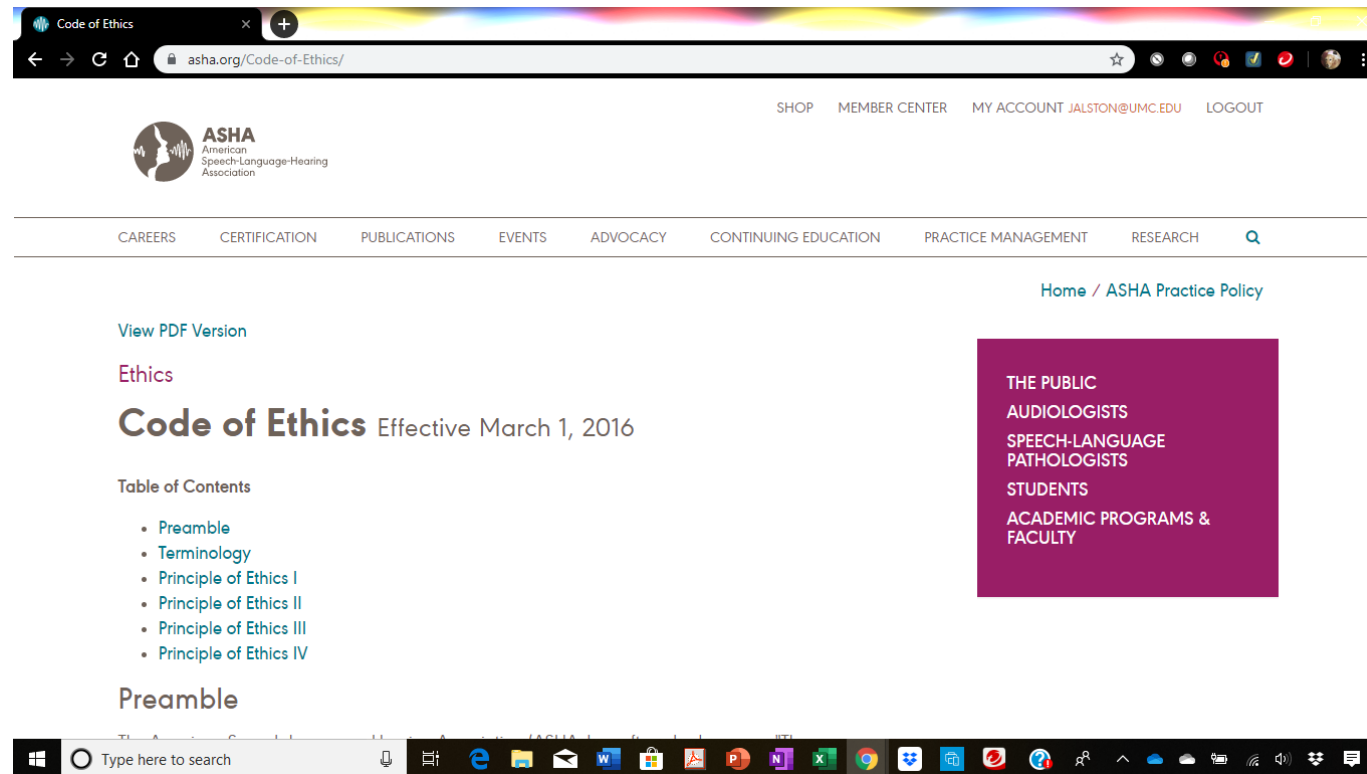 Code of Ethics
asha.org/Code-of-Ethics/
SHOP MEMBER CENTER MY ACCOUNT JALSTON@UMC.EDU LOGOUT
ASHA
American
Speech-Language-Hearing
Association
CAREERS CERTIFICATION PUBLICATIONS EVENTS ADVOCACY CONTINUING EDUCATION PRACTICE MANAGEMENT RESEARCH
Home / ASHA Practice Policy
View PDF Version
Ethics
Code of Ethics Effective March 1, 2016
Table of Contents
• Preamble
• Terminology
• Principle of Ethics I
• Principle of Ethics II
• Principle of Ethics III
• Principle of Ethics IV
Preamble
THE PUBLIC
AUDIOLOGISTS
SPEECH-LANGUAGE
PATHOLOGISTS
STUDENTS
ACADEMIC PROGRAMS &
FACULTY
Type here to search